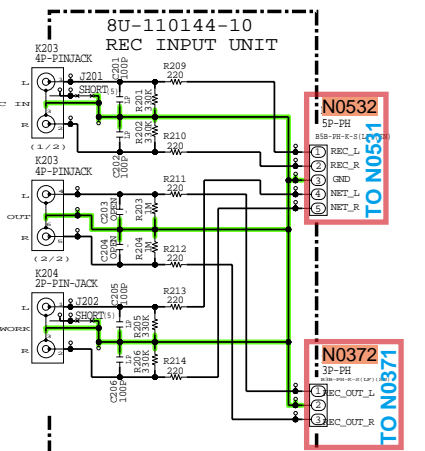 8U-110144-10
REC INPUT UNIT
K203
4P-PINJACK
L
J201
SHORT(S)
C IN
R
(1/2)
C201
100P
R201
330K
R202
330K
C202
100P
R209
220
R210
220
K203
4P-PINJACK
L
OUT
R
(2/2)
C203
OPEN
R203
1M
C204
OPEN
R204
1M
R211
220
R212
220
K204
2P-PIN-JACK
L
J202
SHORT(S)
WORK
R
C205
100P
1P
R205
330K
1P
R206
330K
C206
100P
R213
220
R214
220
N0532
5P-PH
1 REC_L
2 REC_R
3 GND
4 NET_L
5 NET_R
TO N0531
N0372
3P-PH
1 REC_OUT_L
2
3 REC_OUT_R
TO N0371